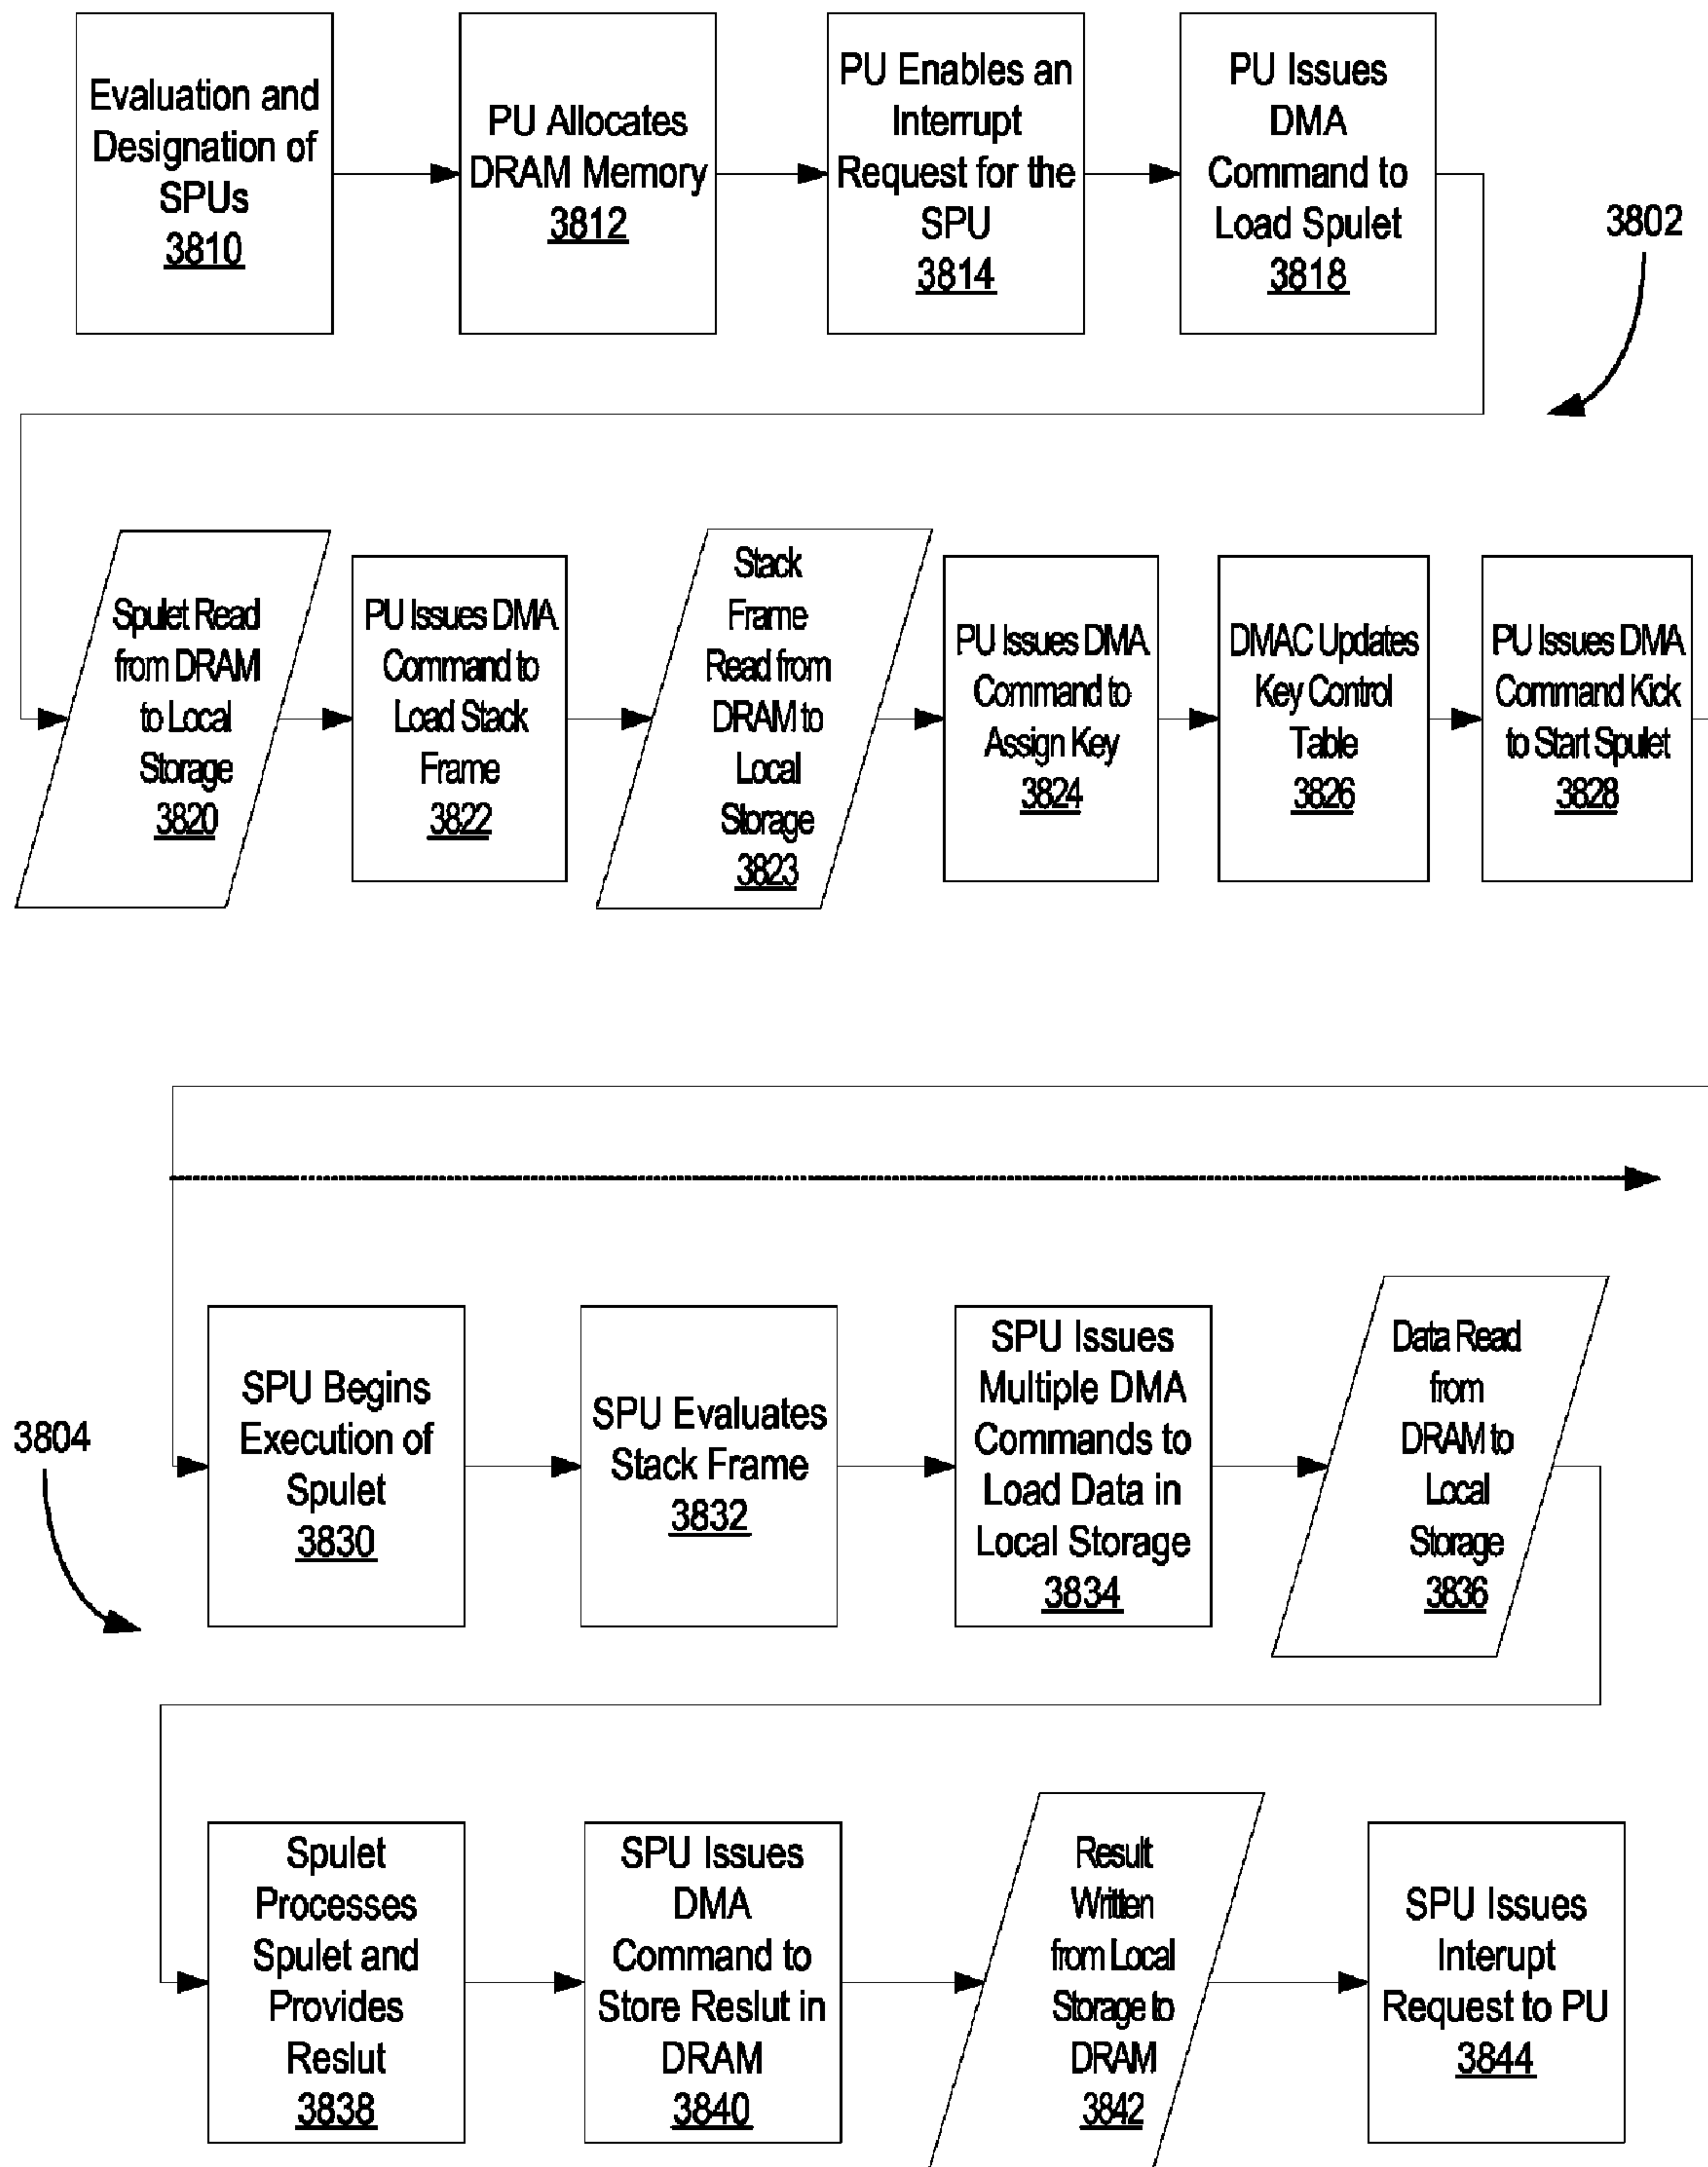 Evaluation and
Designation of
SPUs
3810
PU Allocates
DRAM Memory
3812
PU Enables an
Interrupt
Request for the
SPU
3814
PU Issues
DMA
Command to
Load Spulet
3818
3802
Spulet Read
from DRAM
to Local
Storage
3820
PU Issues DMA
Command to
Load Stack
Frame
3822
Stack
Frame
Read from
DRAM to
Local
Storage
3823
PU Issues DMA
Command to
Assign Key
3824
DMAC Updates
Key Control
Table
3826
PU Issues DMA
Command Kick
to Start Spulet
3828
3804
SPU Begins
Execution of
Spulet
3830
SPU Evaluates
Stack Frame
3832
SPU Issues
Multiple DMA
Commands to
Load Data in
Local Storage
3834
Data Read
from
DRAM to
Local
Storage
3836
Spulet
Processes
Spulet and
Provides
Reslut
3838
SPU Issues
DMA
Command to
Store Reslut in
DRAM
3840
Result
Written
from Local
Storage to
DRAM
3842
SPU Issues
Interupt
Request to PU
3844